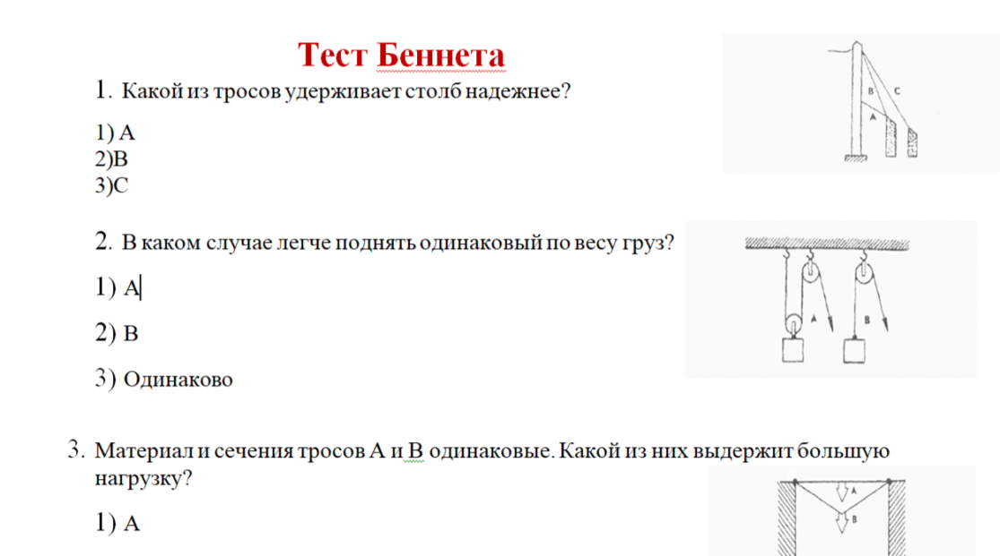 Тест Беннета
1. Какой из тросов удерживает столб надежнее?
B
C
A
1) А
2)В
3)С
2. В каком случае легче поднять одинаковый по весу груз?
1) А
A
B
2) В
3) Одинаково
3. Материал и сечения тросов А и В одинаковые. Какой из них выдержит большую
нагрузку?
A
B
1) А